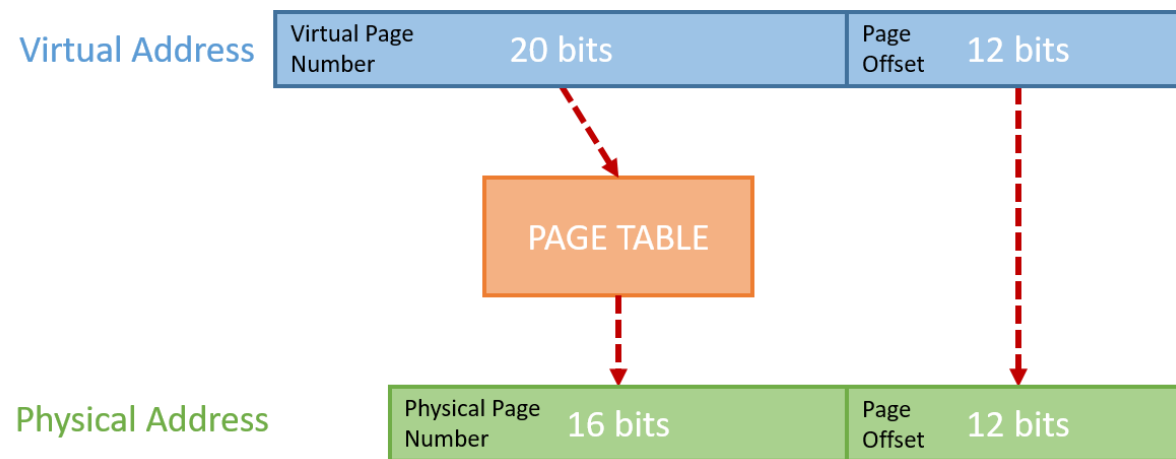 Virtual Address
Virtual Page
Number
20 bits
Page
Offset
12 bits
PAGE TABLE
Physical Address
Physical Page
Number
16 bits
Page
Offset
12 bits